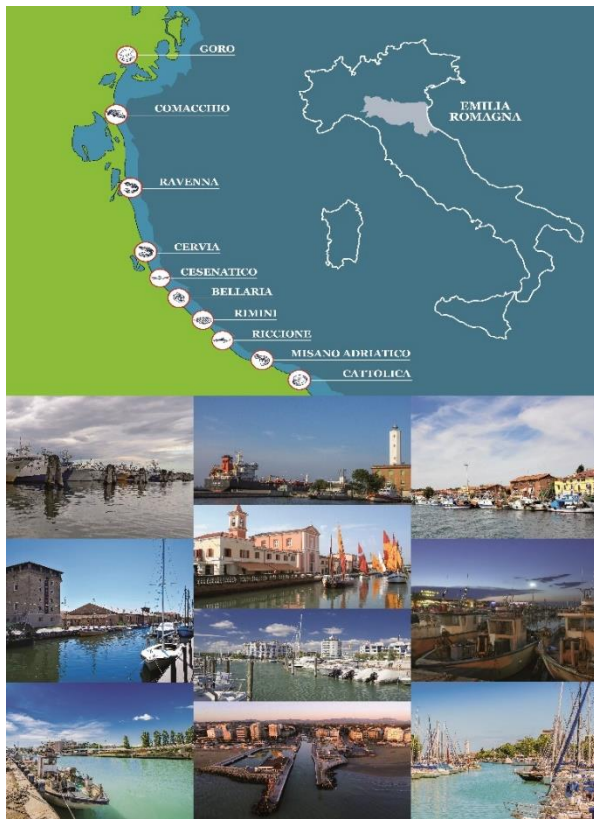 GORO
COMACCHIO
EMILIA
ROMAGNA
RAVENNA
CERVIA
CESENATICO
BELLARIA
RIMINI
RICCIONE
MISANO ADRIATICO
CATTOLICA